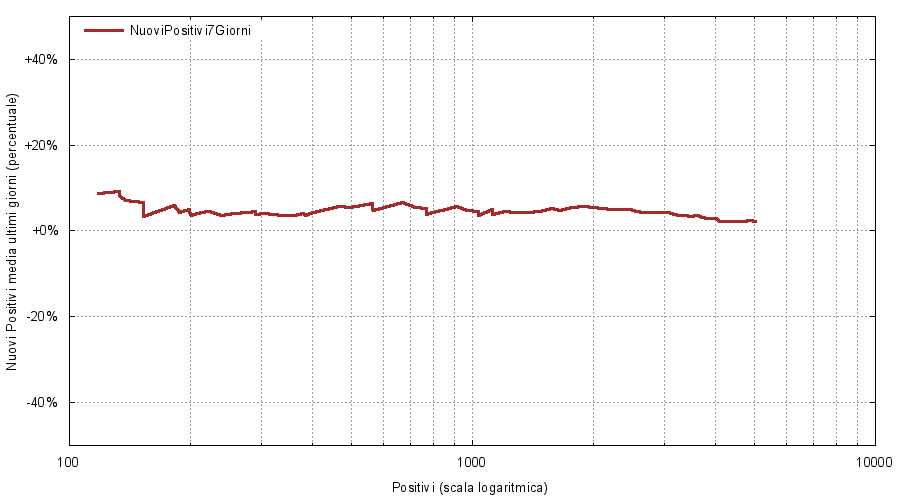 NuoviPositivi7Giorni
+40%
+20%
+0%
-20%
-40%
Nuovi Positivi media ultimi giorni (percentuale)
100 1000 10000
Positivi (scala logaritmica)